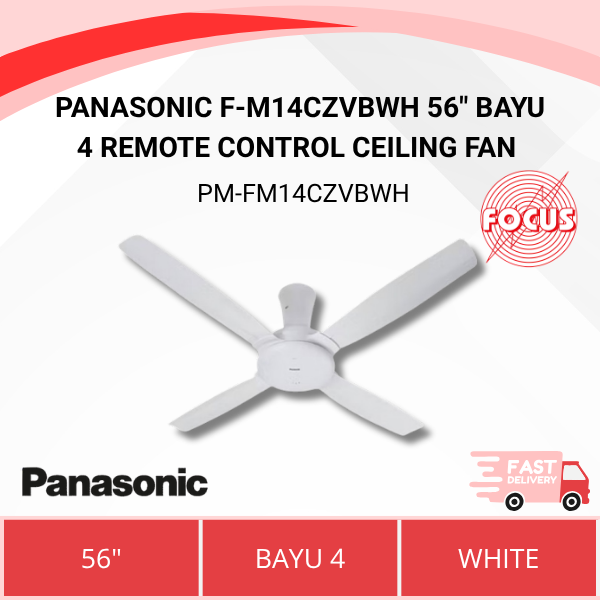 PANASONIC F-M14CZVBWH 56" BAYU
4 REMOTE CONTROL CEILING FAN
PM-FM14CZVBWH
FOCUS
Panasonic
Panasonic
FAST
DELIVERY
56"
BAYU 4
WHITE